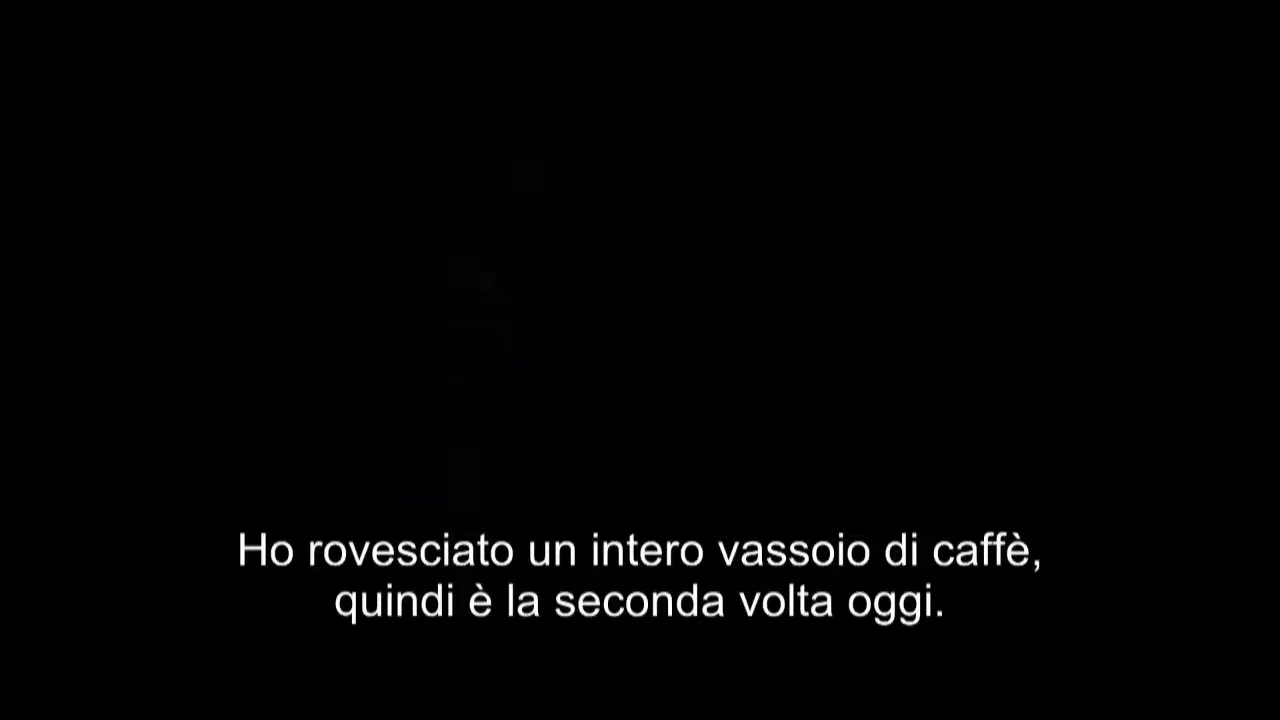 Ho rovesciato un intero vassoio di caffè,
quindi è la seconda volta oggi.